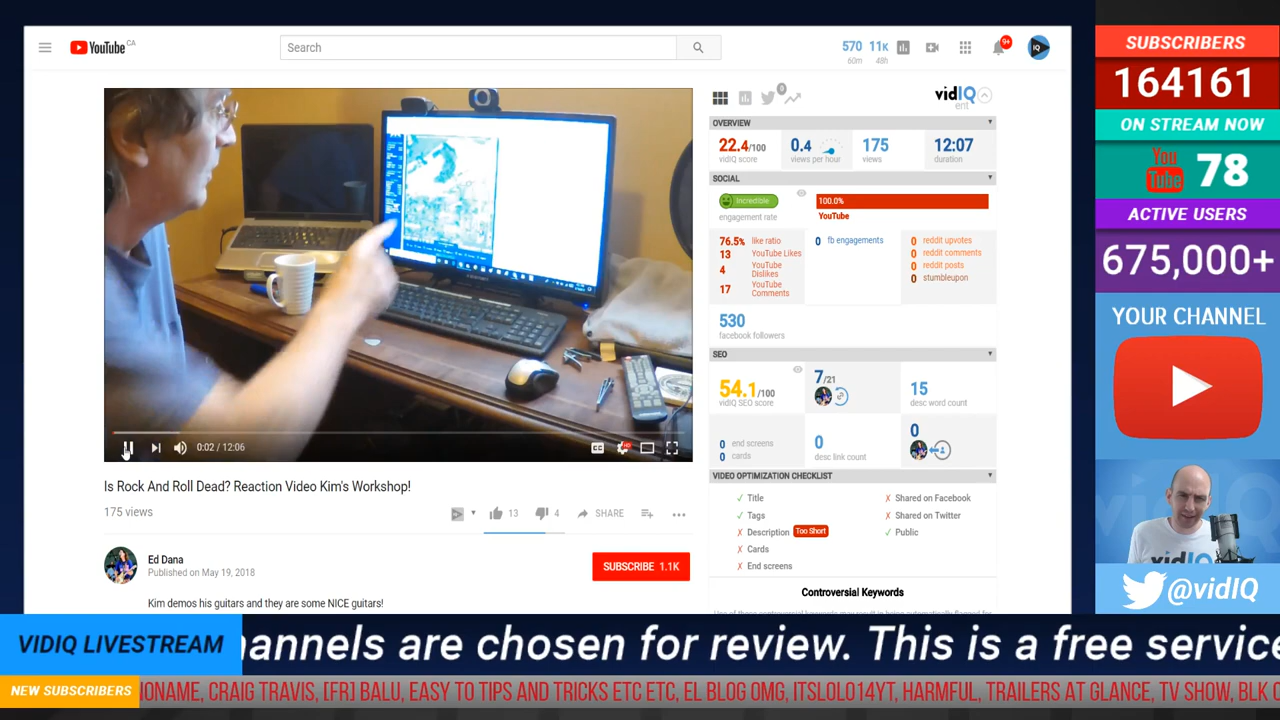 YouTube CA
Search
570 11K
60m 48h
9+
IQ
SUBSCRIBERS
164161
ON STREAM NOW
You Tube 78
ACTIVE USERS
675,000+
YOUR CHANNEL
0
vidIQ
ent
OVERVIEW
22.4/100 0.4 175 12:07
vidIQ score views per hour views duration
SOCIAL
incredible
engagement rate
100.0%
YouTube
76.5% like ratio
13 YouTube Likes
4 YouTube Dislikes
17 YouTube Comments
0 fb engagements
0 reddit upvotes
0 reddit comments
0 reddit posts
0 stumbleupon
530
facebook followers
SEO
54.1/100
vidIQ SEO score
7/21
15
desc word count
0 end screens
0 cards
0
desc link count
0
VIDEO OPTIMIZATION CHECKLIST
✓ Title
✓ Tags
✗ Description Too Short
✗ Cards
✗ End screens
✗ Shared on Facebook
✗ Shared on Twitter
✓ Public
Controversial Keywords
0:02 / 12:06
CC
HD
Is Rock And Roll Dead? Reaction Video Kim's Workshop!
175 views
13 4 SHARE
Ed Dana
Published on May 19, 2018
SUBSCRIBE 1.1K
Kim demos his guitars and they are some NICE guitars!
vidIQ
@vidIQ
VIDIQ LIVESTREAM
annels are chosen for review. This is a free service
NEW SUBSCRIBERS
IONAME, CRAIG TRAVIS, [FR] BALU, EASY TO TIPS AND TRICKS ETC ETC, EL BLOG OMG, ITSLOLO14YT, HARMFUL, TRAILERS AT GLANCE, TV SHOW, BLK